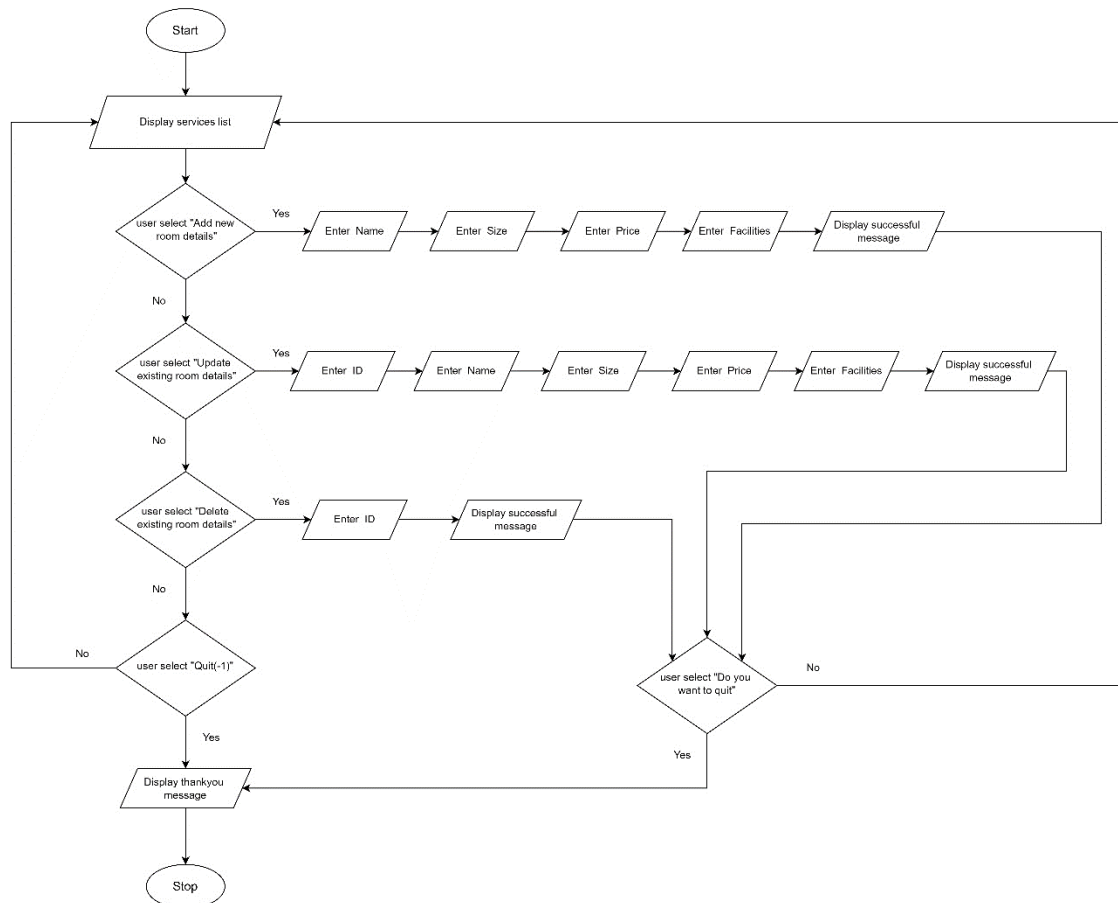 Start
Display services list
user select "Add new
room details"
Yes
Enter Name
Enter Size
Enter Price
Enter Facilities
Display successful
message
No
user select "Update
existing room details"
Yes
Enter ID
Enter Name
Enter Size
Enter Price
Enter Facilities
Display successful
message
No
user select "Delete
existing room details"
Yes
Enter ID
Display successful
message
No
user select "Quit(-1)"
No
Yes
user select "Do you
want to quit"
No
Yes
Display thankyou
message
Stop